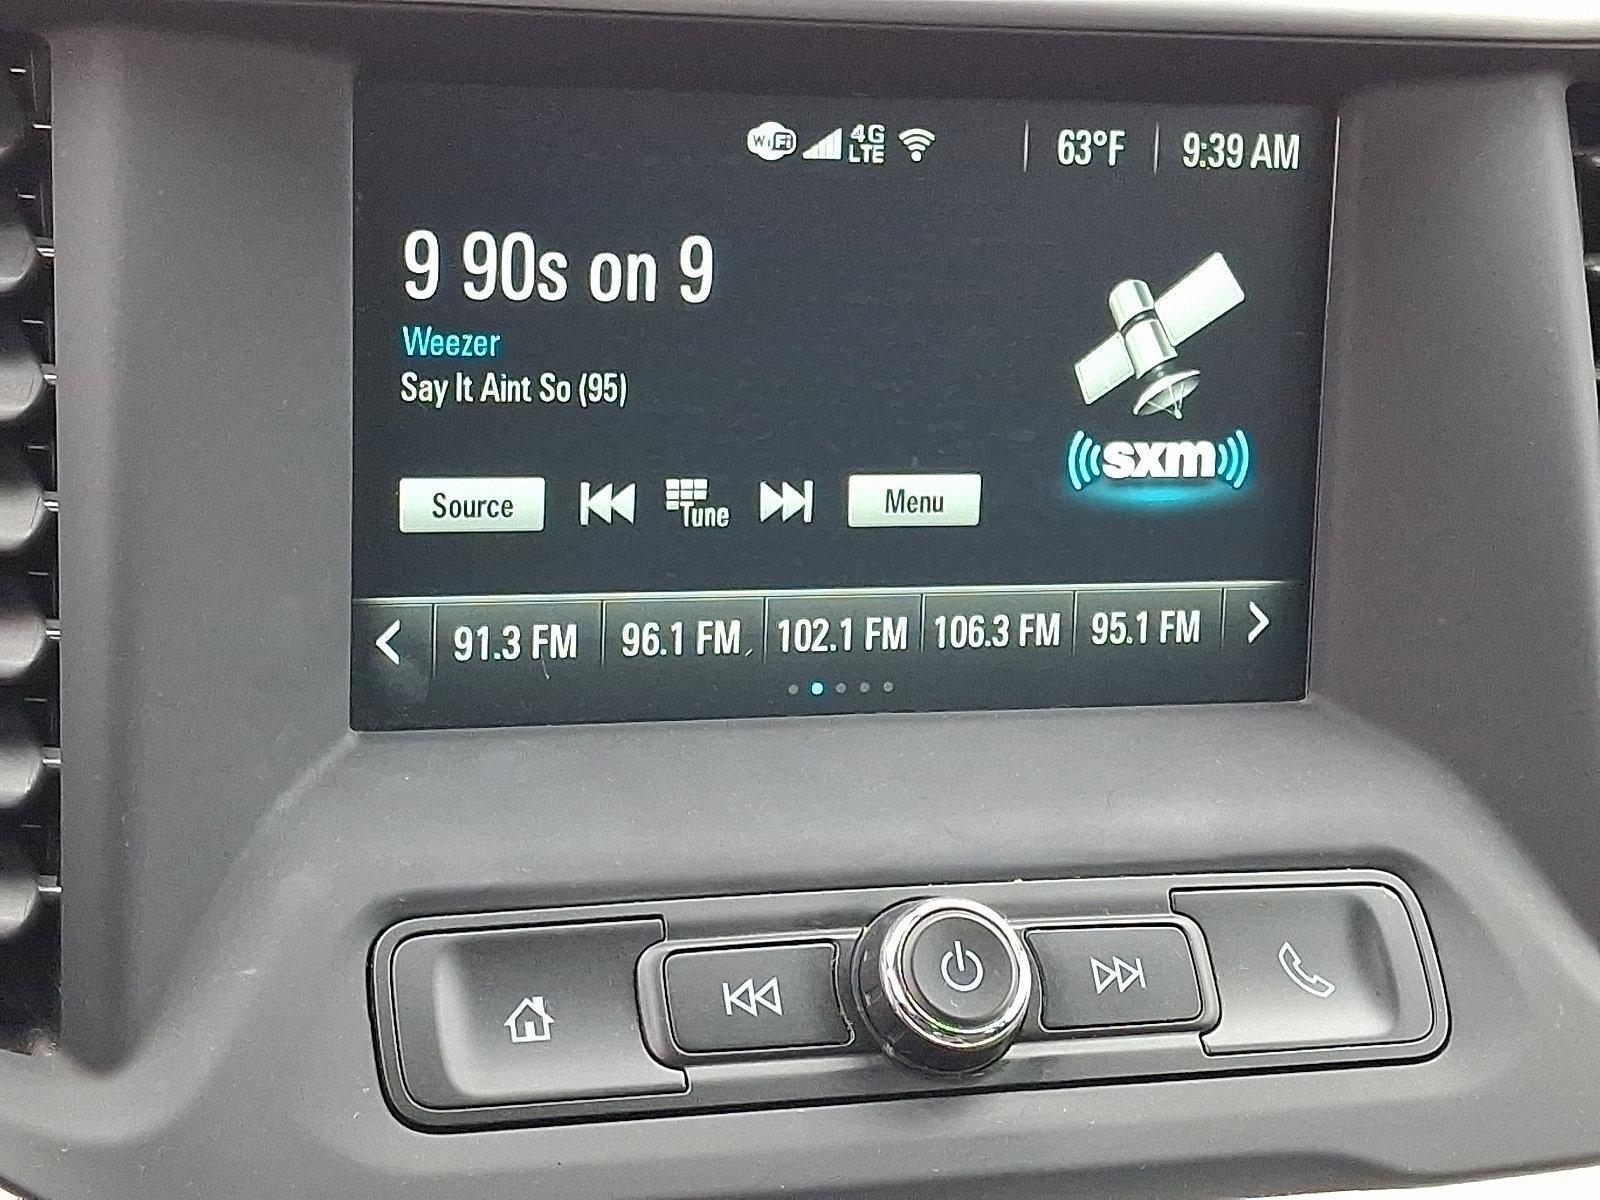 WiFi 4G LTE 63°F 9:39 AM
9 90s on 9
Weezer
Say It Aint So (95)
sxm
Source Tune Menu
91.3 FM 96.1 FM 102.1 FM 106.3 FM 95.1 FM